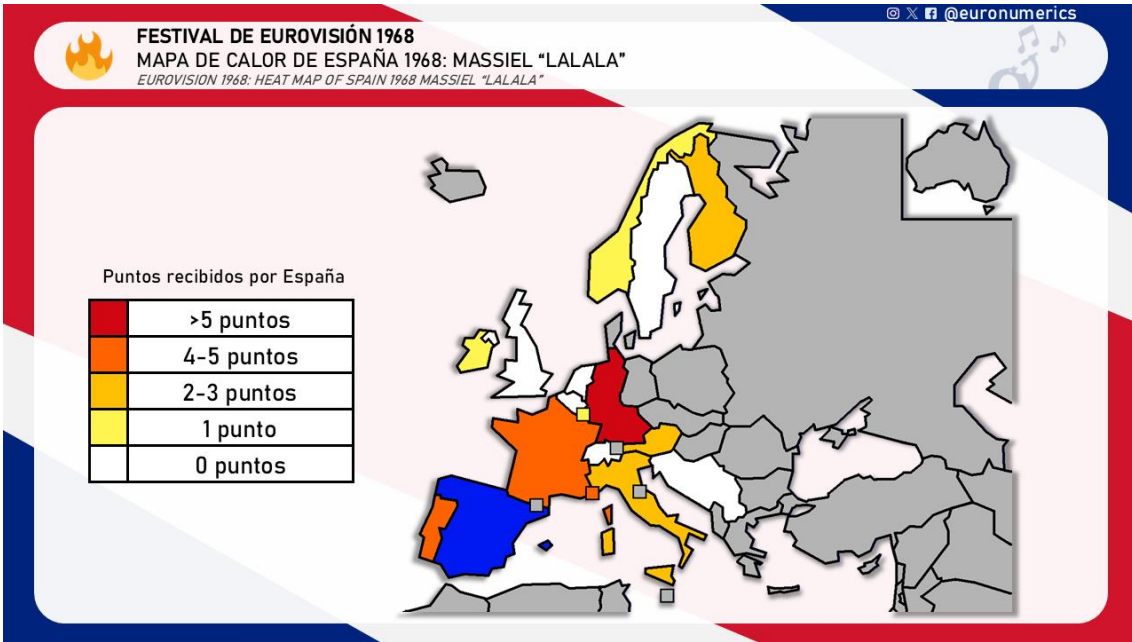 @euronumerics
FESTIVAL DE EUROVISIÓN 1968
MAPA DE CALOR DE ESPAÑA 1968: MASSIEL “LALALA”
EUROVISION 1968: HEAT MAP OF SPAIN 1968 MASSIEL “LALALA”
Puntos recibidos por España
>5 puntos
4-5 puntos
2-3 puntos
1 punto
0 puntos